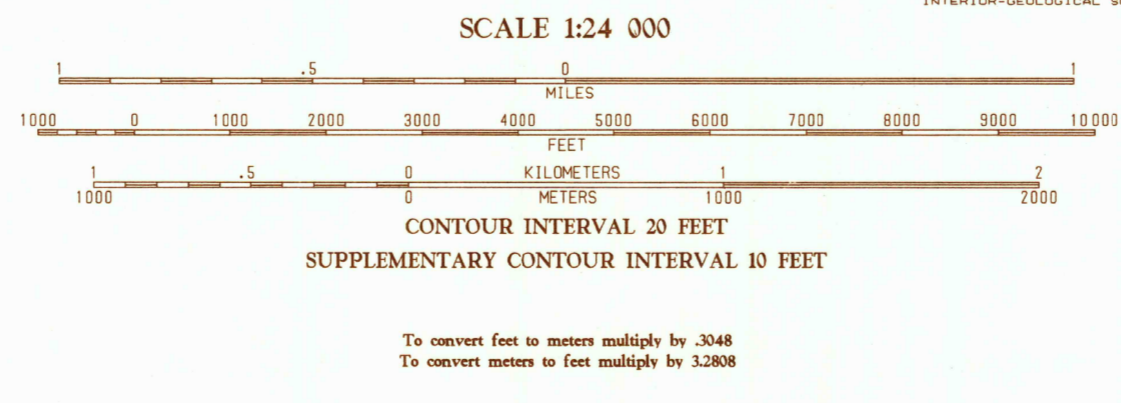 INTERIOR-GEOLOGICAL
SCALE 1:24 000
1 .5 0 1
MILES
1000 0 1000 2000 3000 4000 5000 6000 7000 8000 9000 10 000
FEET
1 .5 0 KILOMETERS 1 2
1000 0 METERS 1000 2000
CONTOUR INTERVAL 20 FEET
SUPPLEMENTARY CONTOUR INTERVAL 10 FEET
To convert feet to meters multiply by .3048
To convert meters to feet multiply by 3.2808